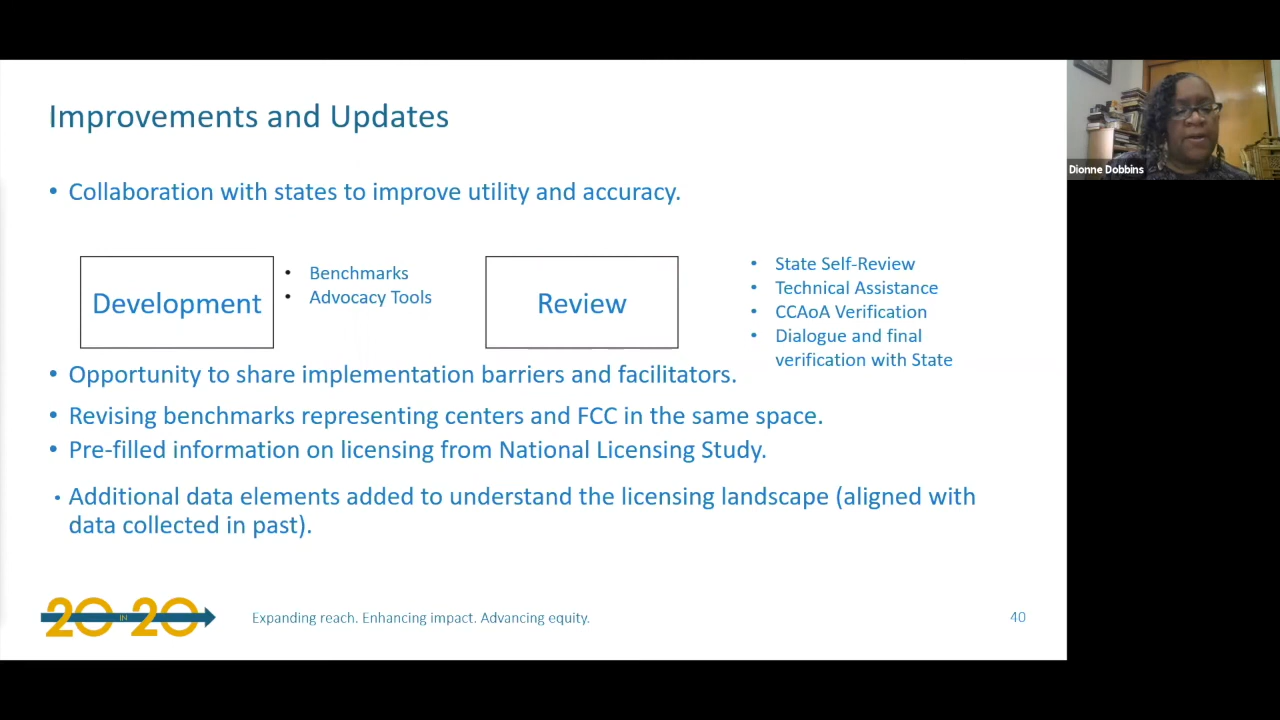 Improvements and Updates
• Collaboration with states to improve utility and accuracy.
Development
• Benchmarks
• Advocacy Tools
Review
• State Self-Review
• Technical Assistance
• CCAoA Verification
• Dialogue and final
verification with State
• Opportunity to share implementation barriers and facilitators.
• Revising benchmarks representing centers and FCC in the same space.
• Pre-filled information on licensing from National Licensing Study.
• Additional data elements added to understand the licensing landscape (aligned with
data collected in past).
20 IN 20
Expanding reach. Enhancing impact. Advancing equity.
40
Dionne Dobbins